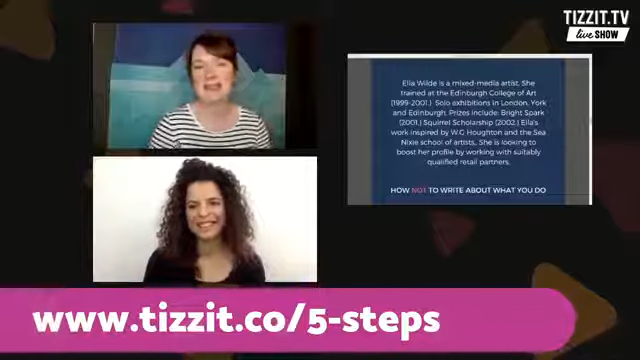 TIZZIT.TV
live SHOW
Ella Wilde is a mixed-media artist. She
trained at the Edinburgh College of Art
(1999-2001.) Solo exhibitions in London, York
and Edinburgh. Prizes include: Bright Spark
(2001.) Squirrel Scholarship (2002.) Ella's
work inspired by W.G Houghton and the Sea
Nixie school of artists. She is looking to
boost her profile by working with suitably
qualified retail partners.
HOW NOT TO WRITE ABOUT WHAT YOU DO
www.tizzit.co/5-steps